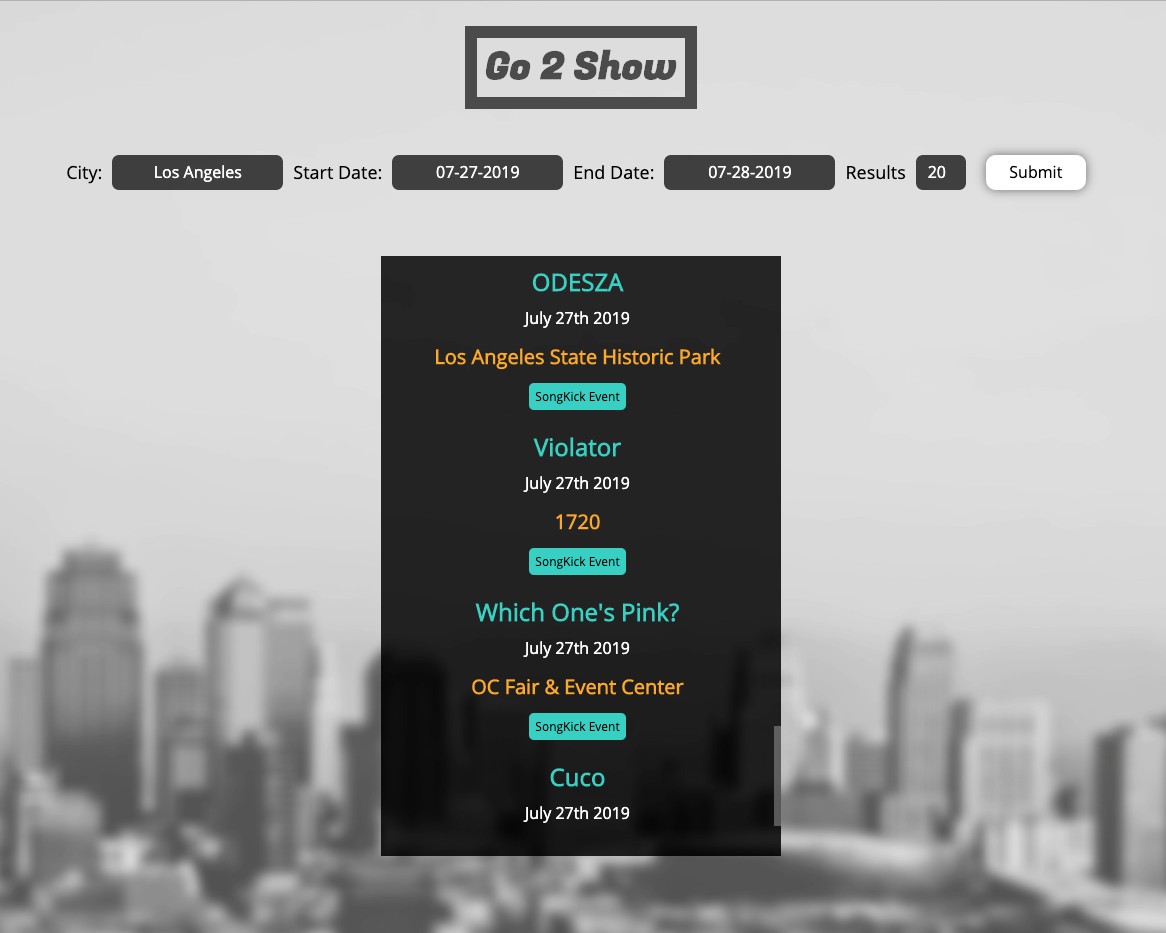 Go 2 Show
City: Los Angeles Start Date: 07-27-2019 End Date: 07-28-2019 Results 20 Submit
ODESZA
July 27th 2019
Los Angeles State Historic Park
SongKick Event
Violator
July 27th 2019
1720
SongKick Event
Which One's Pink?
July 27th 2019
OC Fair & Event Center
SongKick Event
Cuco
July 27th 2019